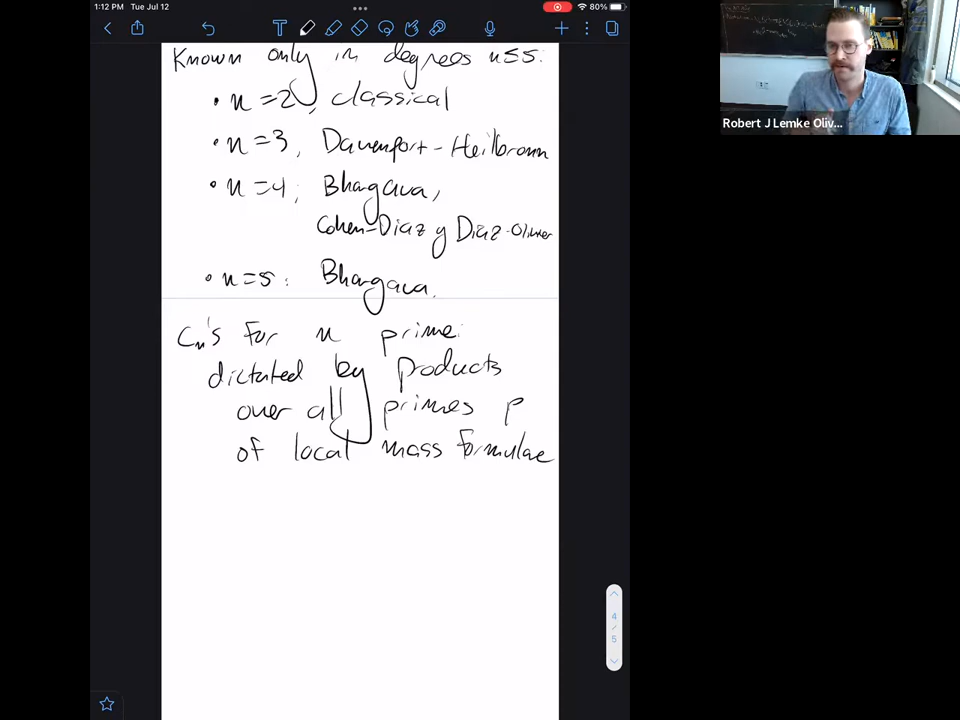 1:12 PM Tue Jul 12
80%
Known only in degrees n≤5:
• n=2, classical
• n=3, Davenport-Heilbronn
• n=4, Bhargava,
Cohen-Diaz y Diaz-Olivier
• n=5: Bhargava.
Cn's for n prime:
dictated by products
over all primes p
of local mass formulae
4
5
Robert J Lemke Oliv...